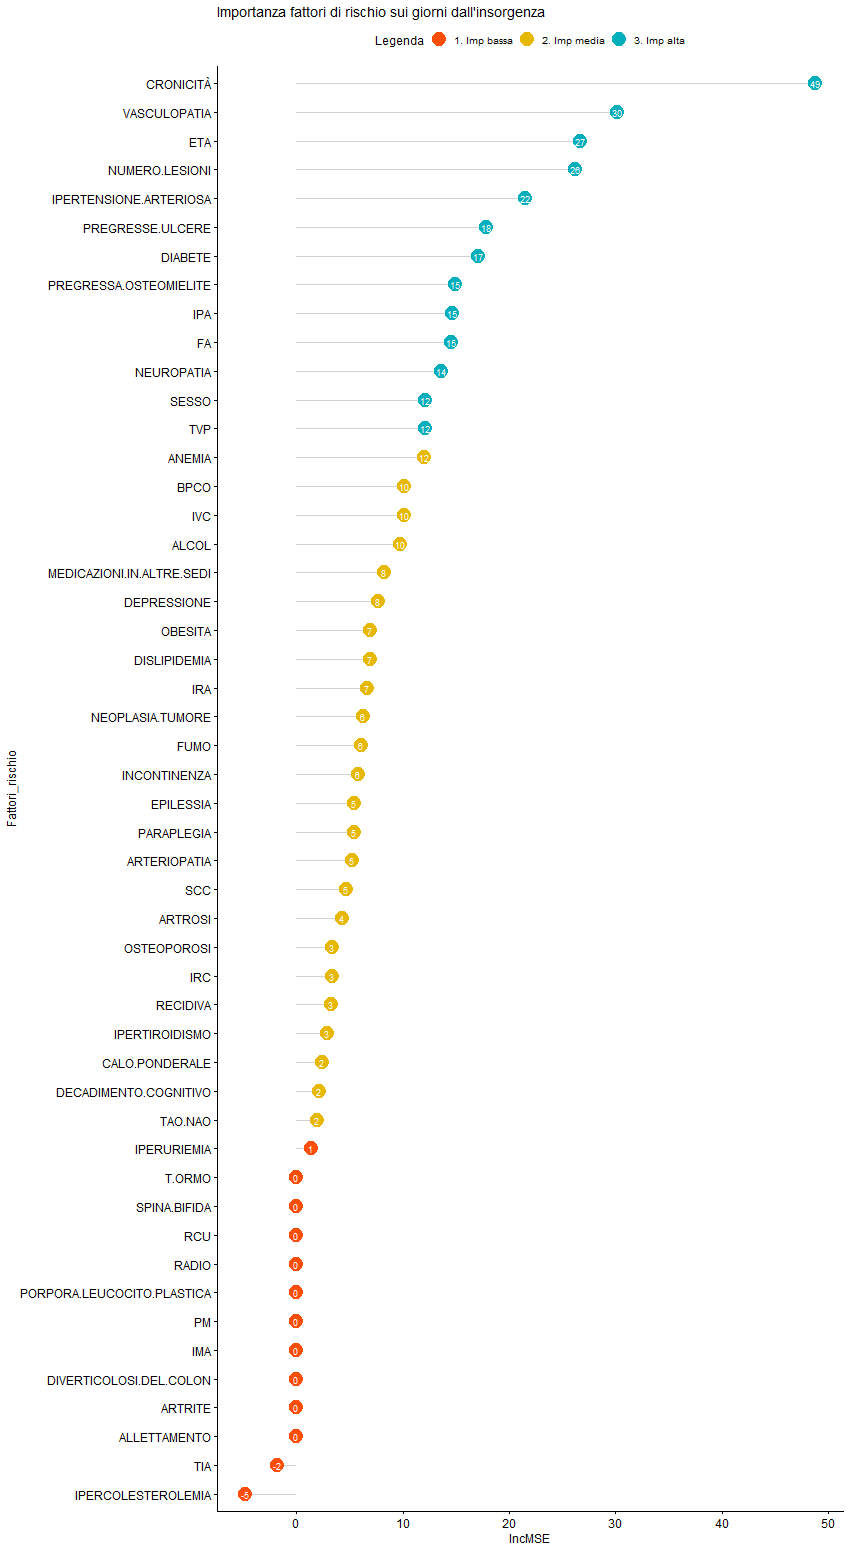 Importanza fattori di rischio sui giorni dall'insorgenza
Legenda 1. Imp bassa 2. Imp media 3. Imp alta
CRONICITÀ 49
VASCULOPATIA 30
ETA 27
NUMERO.LESIONI 26
IPERTENSIONE.ARTERIOSA 22
PREGRESSE.ULCERE 18
DIABETE 17
PREGRESSA.OSTEOMIELITE 15
IPA 15
FA 15
NEUROPATIA 14
SESSO 12
TVP 12
ANEMIA 12
BPCO 10
IVC 10
ALCOL 10
MEDICAZIONI.IN.ALTRE.SEDI 8
DEPRESSIONE 8
OBESITA 7
DISLIPIDEMIA 7
IRA 7
NEOPLASIA.TUMORE 6
FUMO 6
INCONTINENZA 6
EPILESSIA 5
PARAPLEGIA 5
ARTERIOPATIA 5
SCC 5
ARTROSI 4
OSTEOPOROSI 3
IRC 3
RECIDIVA 3
IPERTIROIDISMO 3
CALO.PONDERALE 2
DECADIMENTO.COGNITIVO 2
TAO.NAO 2
IPERURIEMIA 1
T.ORMO 0
SPINA.BIFIDA 0
RCU 0
RADIO 0
PORPORA.LEUCOCITO.PLASTICA 0
PM 0
IMA 0
DIVERTICOLOSI.DEL.COLON 0
ARTRITE 0
ALLETTAMENTO 0
TIA -2
IPERCOLESTEROLEMIA -5
Fattori_rischio
0 10 20 30 40 50
IncMSE